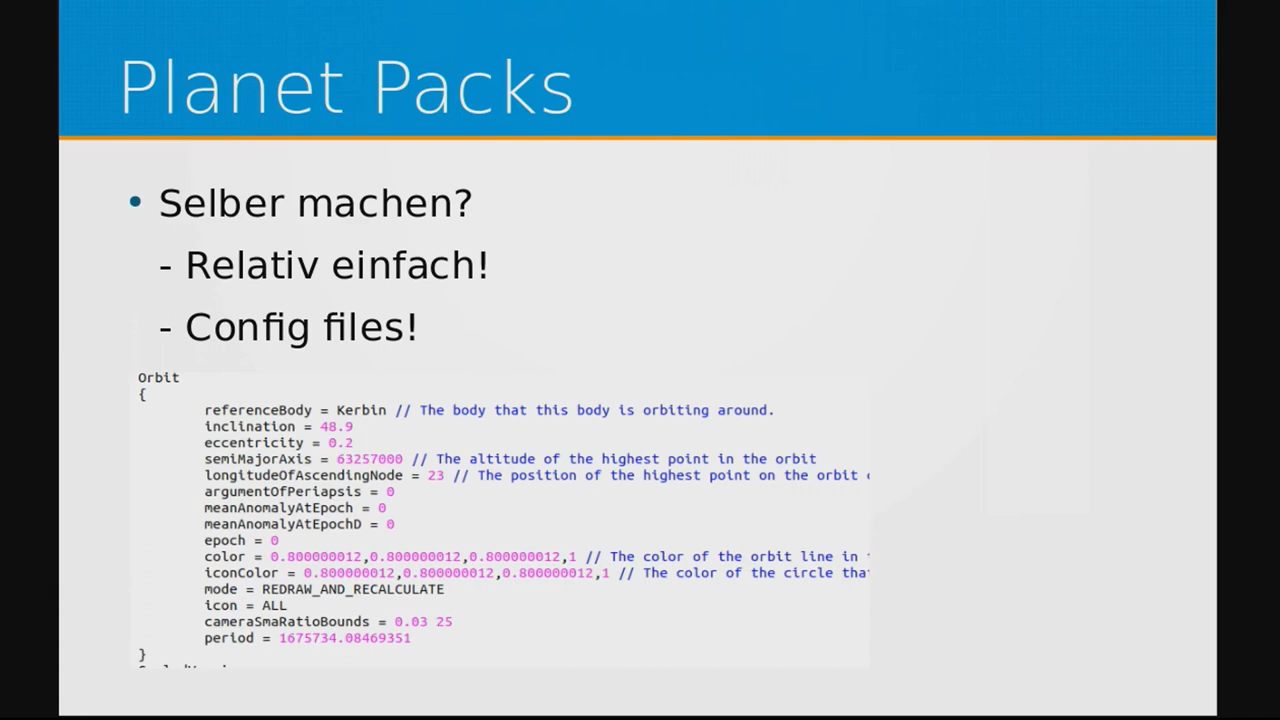 Planet Packs
• Selber machen?
- Relativ einfach!
- Config files!
Orbit
{
referenceBody = Kerbin // The body that this body is orbiting around.
inclination = 48.9
eccentricity = 0.2
semiMajorAxis = 63257000 // The altitude of the highest point in the orbit
longitudeOfAscendingNode = 23 // The position of the highest point on the orbit
argumentOfPeriapsis = 0
meanAnomalyAtEpoch = 0
meanAnomalyAtEpochD = 0
epoch = 0
color = 0.800000012,0.800000012,0.800000012,1 // The color of the orbit line in
iconColor = 0.800000012,0.800000012,0.800000012,1 // The color of the circle tha
mode = REDRAW_AND_RECALCULATE
icon = ALL
cameraSmaRatioBounds = 0.03 25
period = 1675734.08469351
}